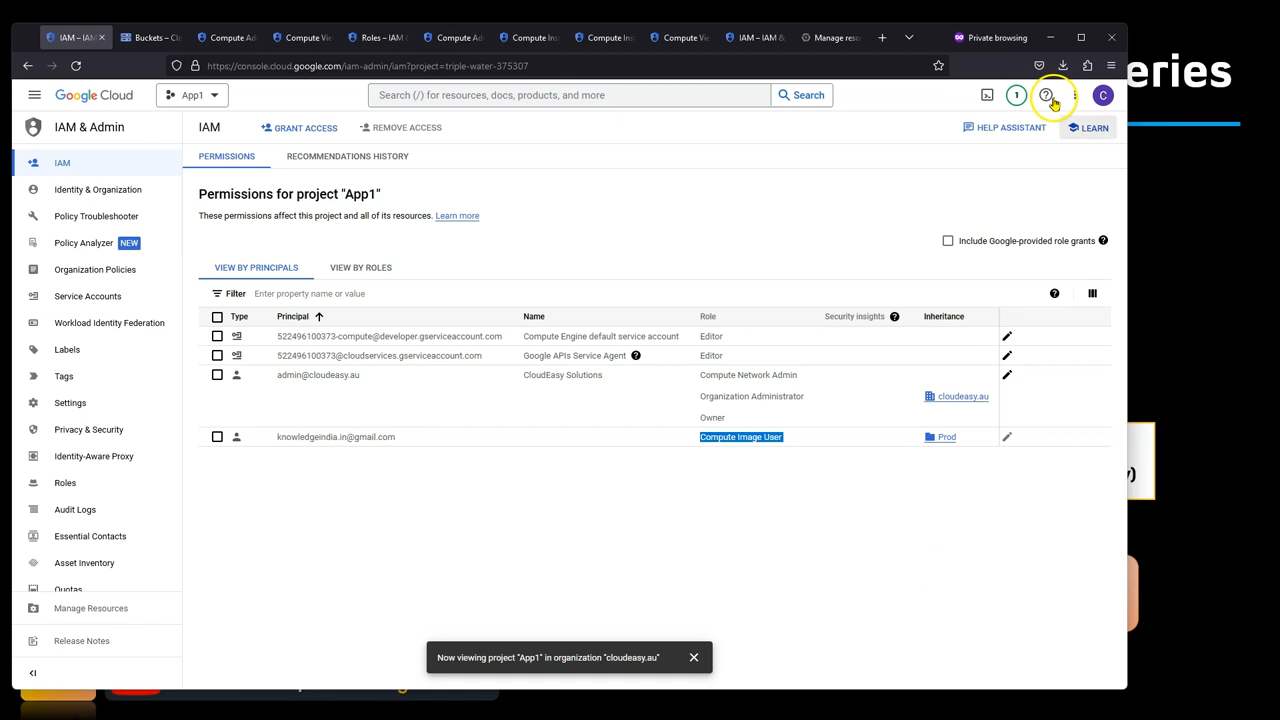 IAM – IAM
Buckets – Cl
Compute Ad
Compute Vie
Roles – IAM
Compute Ad
Compute Ins
Compute Ins
Compute Vie
IAM – IAM &
Manage reso
Private browsing
https://console.cloud.google.com/iam-admin/iam?project=triple-water-375307
eries
Google Cloud
App1
Search (/) for resources, docs, products, and more
Search
1
C
IAM & Admin
IAM
GRANT ACCESS
REMOVE ACCESS
HELP ASSISTANT
LEARN
PERMISSIONS
RECOMMENDATIONS HISTORY
IAM
Identity & Organization
Policy Troubleshooter
Policy Analyzer NEW
Organization Policies
Service Accounts
Workload Identity Federation
Labels
Tags
Settings
Privacy & Security
Identity-Aware Proxy
Roles
Audit Logs
Essential Contacts
Asset Inventory
Quotas
Manage Resources
Release Notes
Permissions for project "App1"
These permissions affect this project and all of its resources. Learn more
Include Google-provided role grants
VIEW BY PRINCIPALS
VIEW BY ROLES
Filter Enter property name or value
Type Principal Name Role Security insights Inheritance
522496100373-compute@developer.gserviceaccount.com Compute Engine default service account Editor
522496100373@cloudservices.gserviceaccount.com Google APIs Service Agent Editor
admin@cloudeasy.au CloudEasy Solutions Compute Network Admin
Organization Administrator cloudeasy.au
Owner
knowledgeindia.in@gmail.com Compute Image User Prod
y)
Now viewing project "App1" in organization "cloudeasy.au"